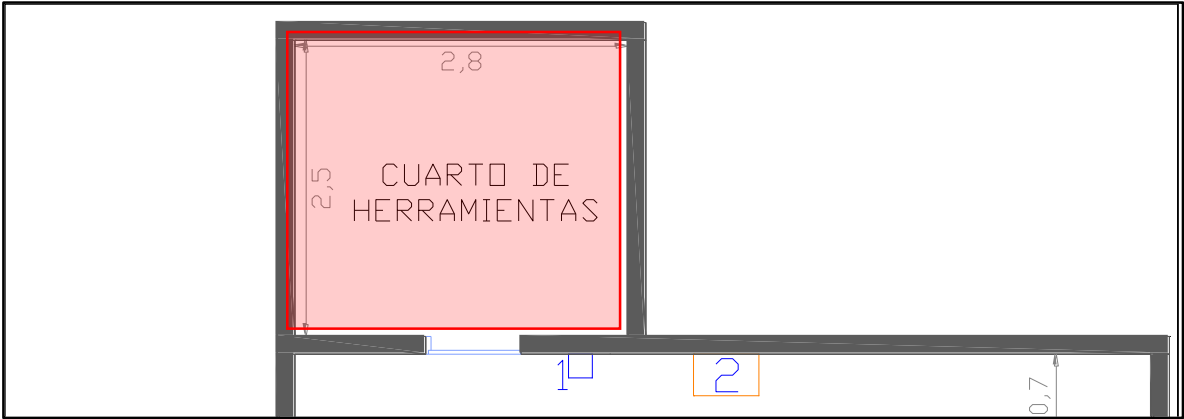 2,8
2,5
CUARTO DE
HERRAMIENTAS
1
2
0,7